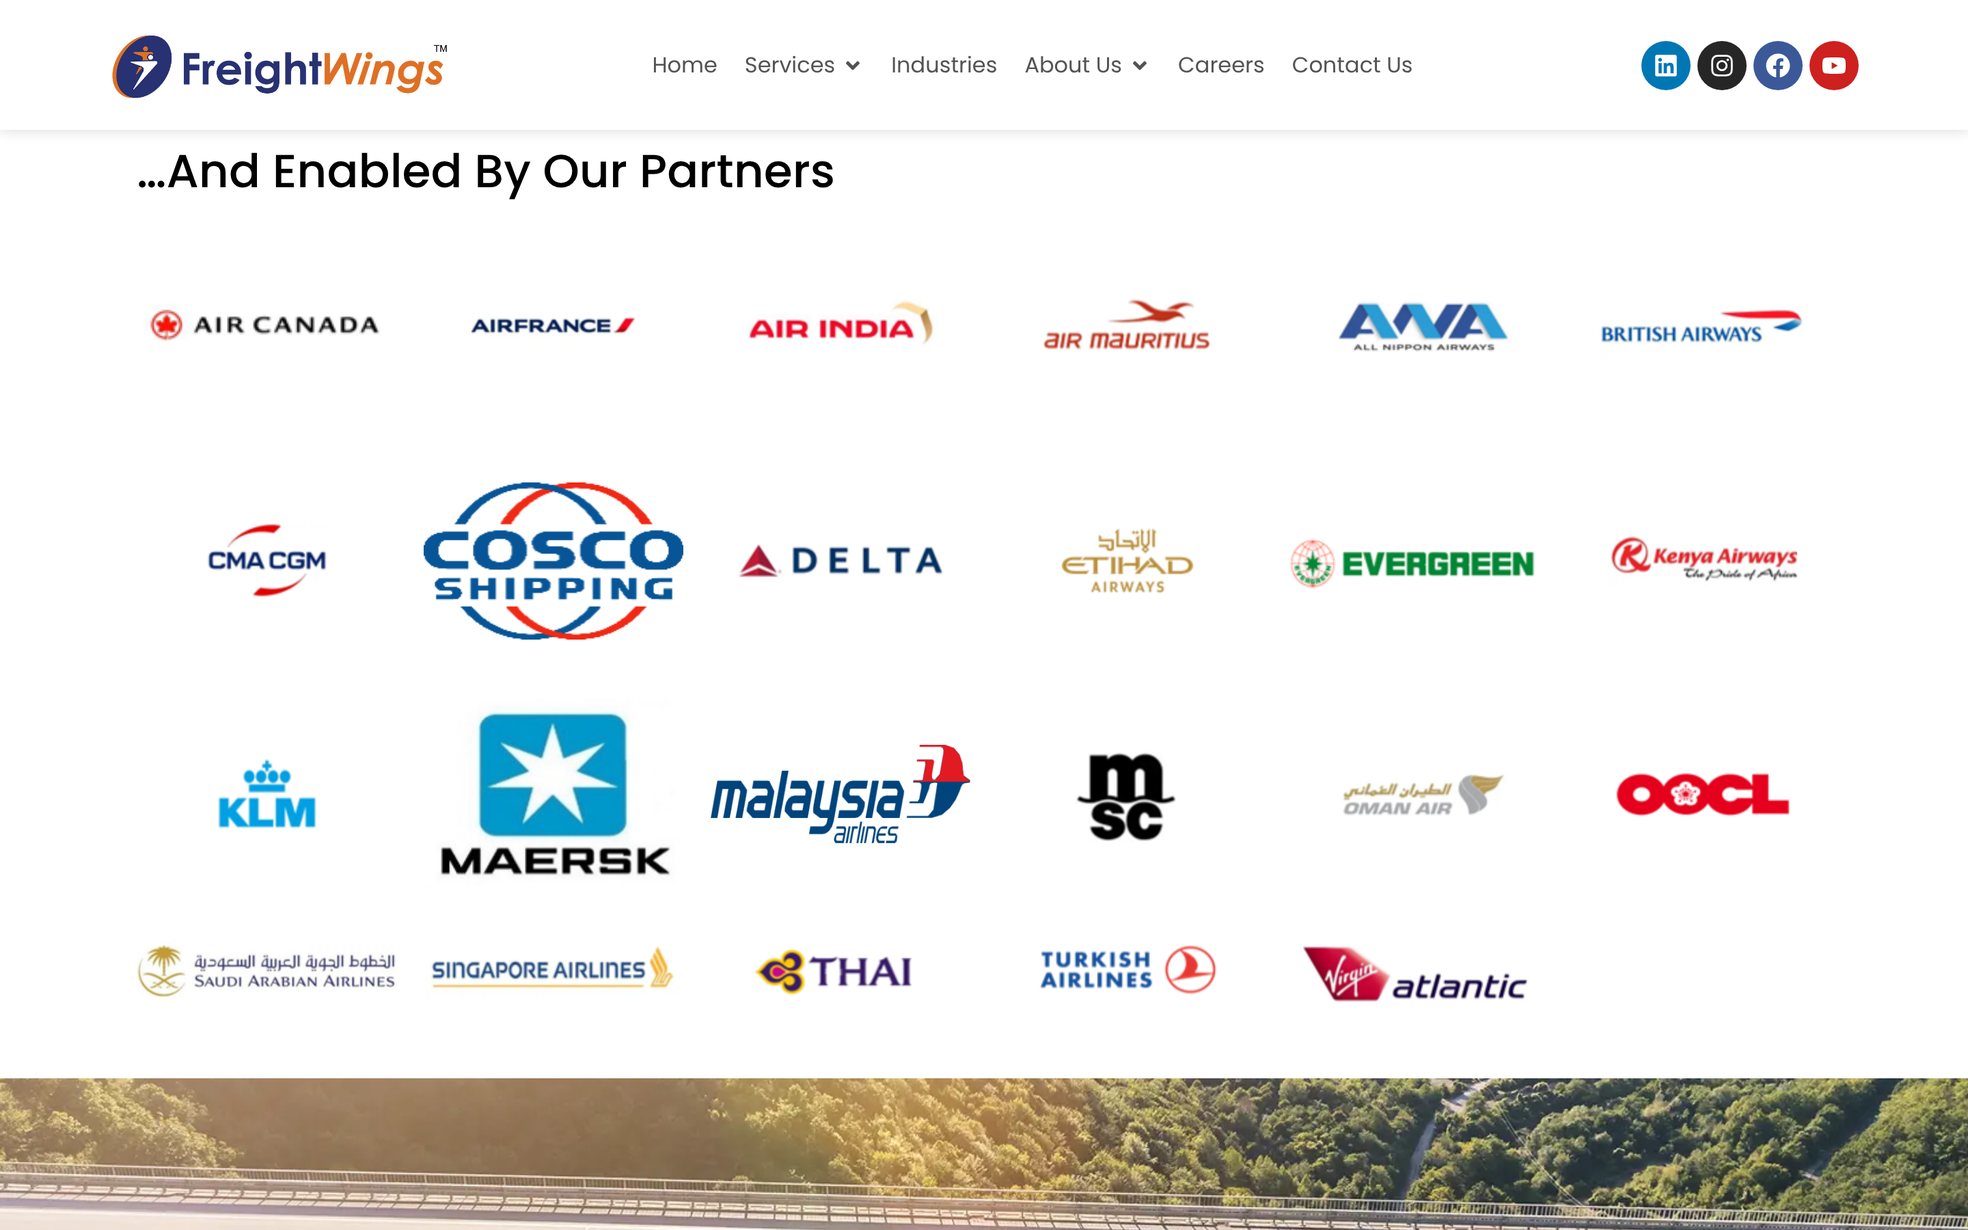 FreightWings™
Home Services Industries About Us Careers Contact Us
...And Enabled By Our Partners
AIR CANADA
AIRFRANCE
AIR INDIA
AIR MAURITIUS
ANA
ALL NIPPON AIRWAYS
BRITISH AIRWAYS
CMA CGM
COSCO
SHIPPING
DELTA
الإتحاد
ETIHAD
AIRWAYS
EVERGREEN
EVERGREEN
Kenya Airways
The Pride of Africa
KLM
MAERSK
malaysia
airlines
msc
الطيران العماني
OMAN AIR
OOCL
الخطوط الجوية العربية السعودية
SAUDI ARABIAN AIRLINES
SINGAPORE AIRLINES
THAI
TURKISH
AIRLINES
Virgin atlantic